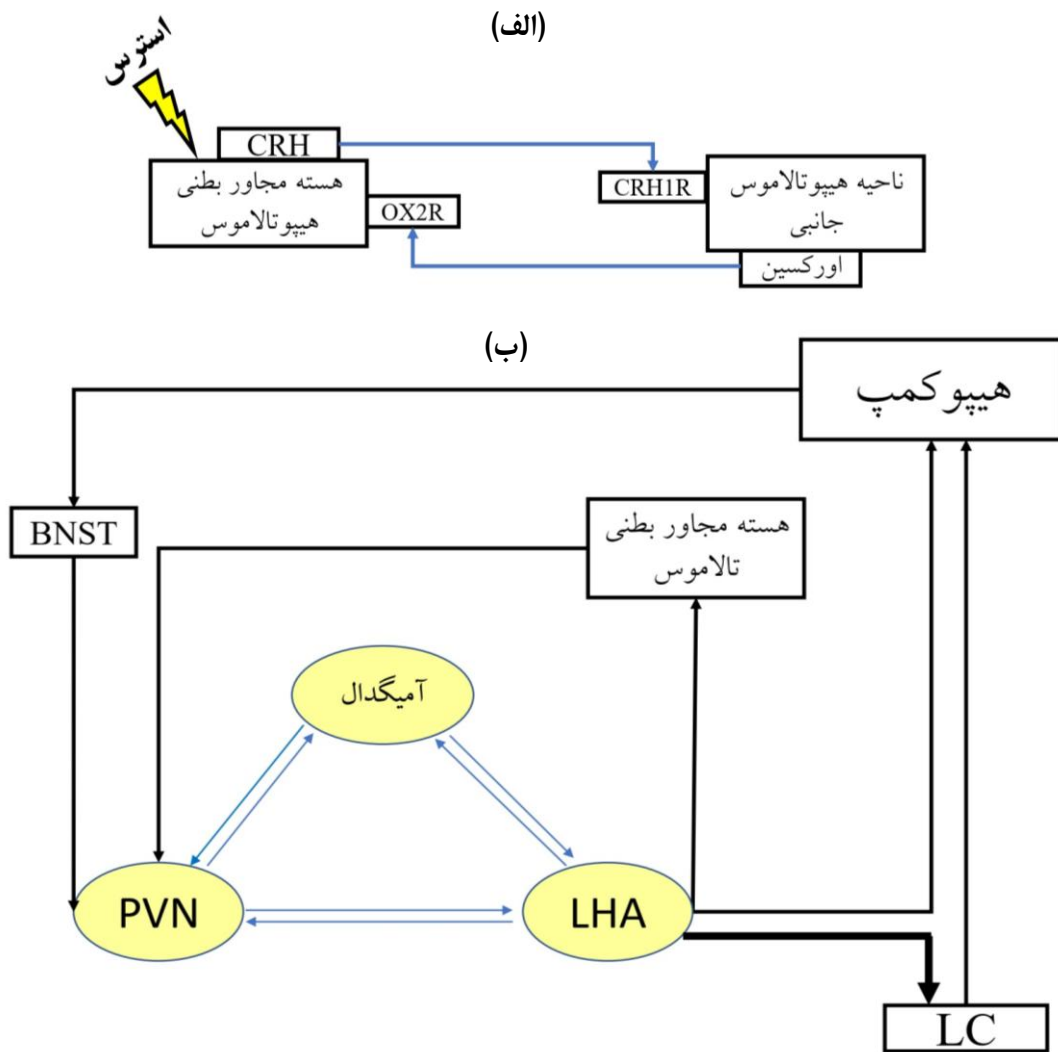 (الف)
استرس
CRH
هسته مجاور بطنی
هیپوتالاموس
OX2R
CRH1R
ناحیه هیپوتالاموس
جانبی
اورکسین
(ب)
هیپوکمپ
BNST
هسته مجاور بطنی
تالاموس
آمیگدال
PVN
LHA
LC